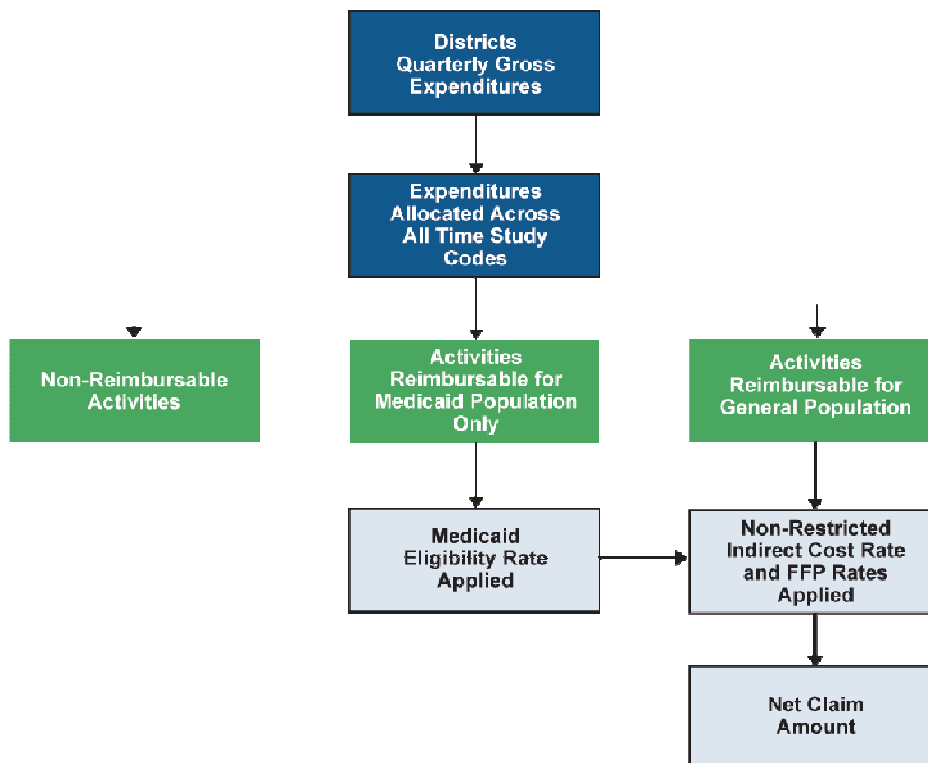 Districts
Quarterly Gross
Expenditures
Expenditures
Allocated Across
All Time Study
Codes
Non-Reimbursable
Activities
Activities
Reimbursable for
Medicaid Population
Only
Activities
Reimbursable for
General Population
Medicaid
Eligibility Rate
Applied
Non-Restricted
Indirect Cost Rate
and FFP Rates
Applied
Net Claim
Amount